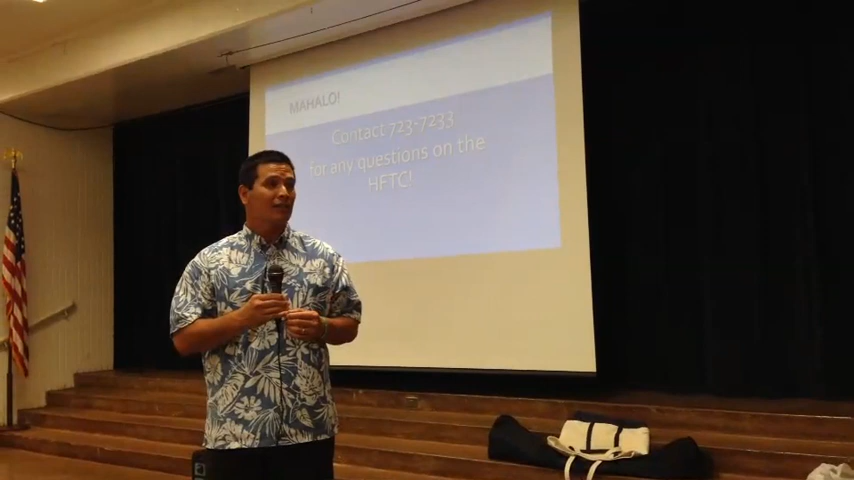 MAHALO!
Contact 723-7233
for any questions on the
HFTC!